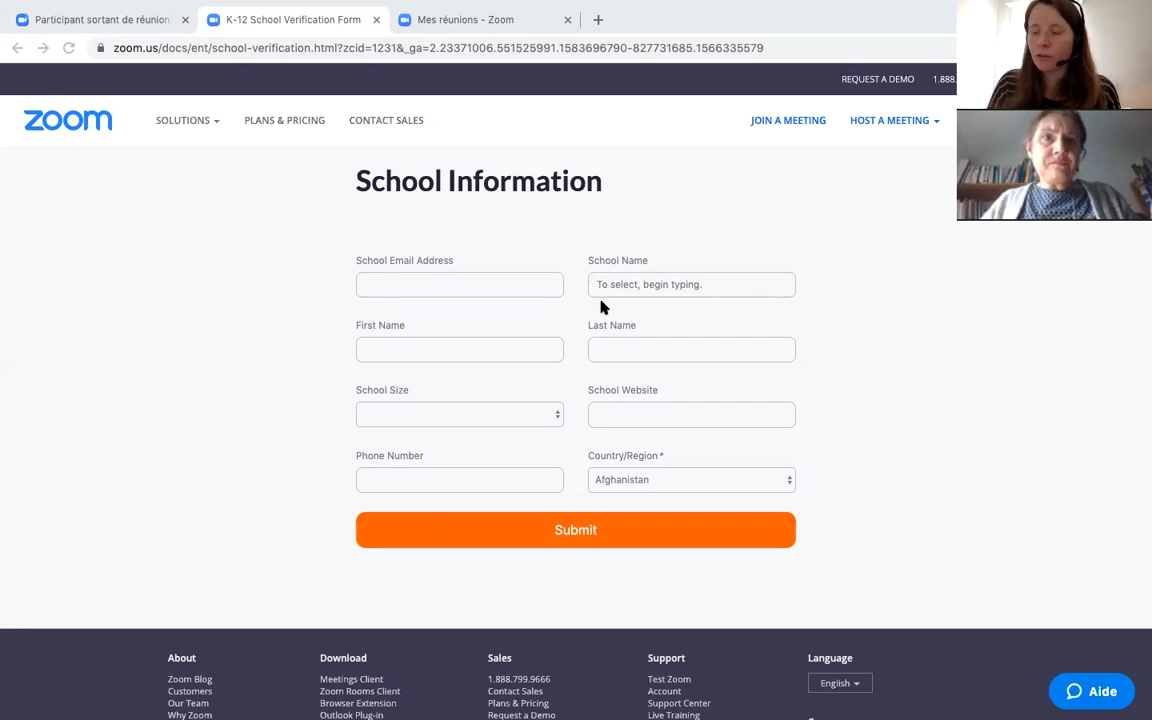 Participant sortant de réunion
K-12 School Verification Form
Mes réunions - Zoom
zoom.us/docs/ent/school-verification.html?zcid=1231&_ga=2.23371006.551525991.1583696790-827731685.1566335579
REQUEST A DEMO
1.888.
zoom
SOLUTIONS
PLANS & PRICING
CONTACT SALES
JOIN A MEETING
HOST A MEETING
School Information
School Email Address
School Name
To select, begin typing.
First Name
Last Name
School Size
School Website
Phone Number
Country/Region*
Afghanistan
Submit
About
Download
Sales
Support
Language
Zoom Blog
Meetings Client
1.888.799.9666
Test Zoom
English
Customers
Zoom Rooms Client
Contact Sales
Account
Our Team
Browser Extension
Plans & Pricing
Support Center
Why Zoom
Outlook Plug-in
Request a Demo
Live Training
Aide